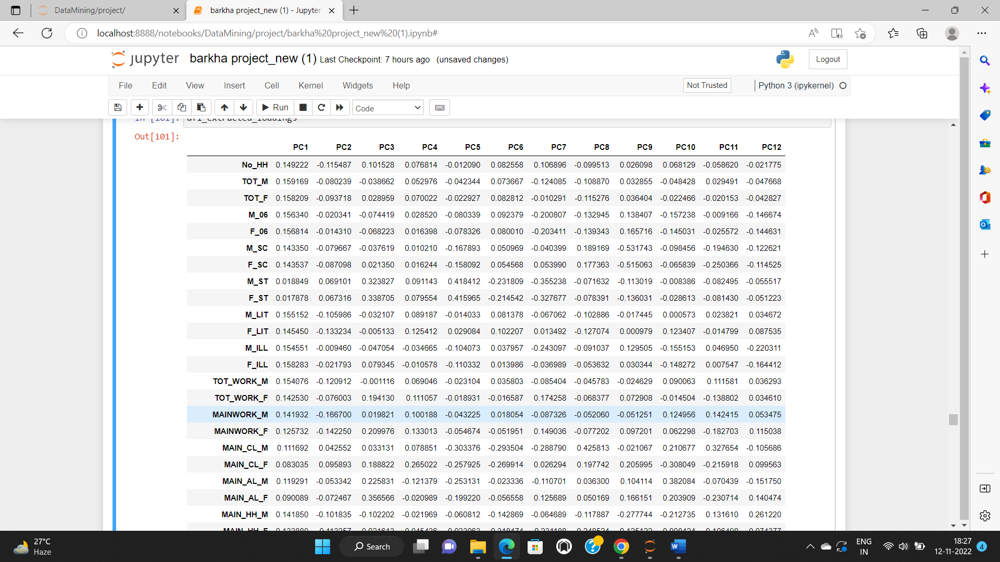 DataMining/project/
barkha project_new (1) - Jupyter
localhost:8888/notebooks/DataMining/project/barkha%20project_new%20(1).ipynb#
jupyter barkha project_new (1) Last Checkpoint: 7 hours ago (unsaved changes)
Logout
File Edit View Insert Cell Kernel Widgets Help
Not Trusted
Python 3 (ipykernel)
Run
Code
In [101]: df1_extracted_loadings
Out[101]:
PC1 PC2 PC3 PC4 PC5 PC6 PC7 PC8 PC9 PC10 PC11 PC12
No_HH 0.149222 -0.115487 0.101528 0.076814 -0.012090 0.082558 0.106896 -0.099513 0.026098 0.068129 -0.058620 -0.021775
TOT_M 0.159169 -0.080239 -0.038662 0.052976 -0.042344 0.073667 -0.124085 -0.108870 0.032855 -0.048428 0.029491 -0.047668
TOT_F 0.158209 -0.093718 0.028959 0.070022 -0.022927 0.082812 -0.010291 -0.115276 0.036404 -0.022466 -0.020153 -0.042827
M_06 0.156340 -0.020341 -0.074419 0.028520 -0.080339 0.092379 -0.200807 -0.132945 0.138407 -0.157238 -0.009166 -0.146674
F_06 0.156814 -0.014310 -0.068223 0.016398 -0.078326 0.080010 -0.203411 -0.139343 0.165716 -0.145031 -0.025572 -0.144631
M_SC 0.143350 -0.079667 -0.037619 0.010210 -0.167893 0.050969 -0.040399 0.189169 -0.531743 -0.098456 -0.194630 -0.122621
F_SC 0.143537 -0.087098 0.021350 0.016244 -0.158092 0.054568 0.053990 0.177363 -0.515063 -0.065839 -0.250366 -0.114525
M_ST 0.018849 0.069101 0.323827 0.091143 0.418412 -0.231809 -0.355238 -0.071632 -0.113019 -0.008386 -0.082495 -0.055517
F_ST 0.017878 0.067316 0.338705 0.079554 0.415965 -0.214542 -0.327677 -0.078391 -0.136031 -0.028613 -0.081430 -0.051223
M_LIT 0.155152 -0.105986 -0.032107 0.089187 -0.014033 0.081378 -0.067062 -0.102886 -0.017445 0.000573 0.023821 0.034672
F_LIT 0.145450 -0.133234 -0.005133 0.125412 0.029084 0.102207 0.013492 -0.127074 0.000979 0.123407 -0.014799 0.087535
M_ILL 0.154551 -0.009460 -0.047054 -0.034665 -0.104073 0.037957 -0.243097 -0.091037 0.129505 -0.155153 0.046950 -0.220311
F_ILL 0.158283 -0.021793 0.079345 -0.010578 -0.110332 0.013986 -0.036989 -0.053632 0.030344 -0.148272 0.007547 -0.164412
TOT_WORK_M 0.154076 -0.120912 -0.001116 0.069046 -0.023104 0.035803 -0.085404 -0.045783 -0.024629 0.090063 0.111581 0.036293
TOT_WORK_F 0.142530 -0.076003 0.194130 0.111057 -0.018931 -0.016587 0.174258 -0.068377 0.072908 -0.014504 -0.138802 0.034610
MAINWORK_M 0.141932 -0.166700 0.019821 0.100188 -0.043225 0.018054 -0.087326 -0.052060 -0.051251 0.124956 0.142415 0.053475
MAINWORK_F 0.125732 -0.142250 0.209976 0.133013 -0.054674 -0.051951 0.149036 -0.077202 0.097201 0.062298 -0.182703 0.115038
MAIN_CL_M 0.111692 0.042552 0.033131 0.078851 -0.303376 -0.293504 -0.288790 0.425813 -0.021067 0.210677 0.327654 -0.105686
MAIN_CL_F 0.083035 0.095893 0.188822 0.265022 -0.257925 -0.269914 0.026294 0.197742 0.205995 -0.308049 -0.215918 0.099563
MAIN_AL_M 0.119291 -0.053342 0.225831 -0.121379 -0.253131 -0.023336 -0.110701 0.036300 0.104114 0.382084 -0.070439 -0.151750
MAIN_AL_F 0.090089 -0.072467 0.356566 -0.020989 -0.199220 -0.056558 0.125689 0.050169 0.166151 0.203909 -0.230714 0.140474
MAIN_HH_M 0.141850 -0.101835 -0.102202 -0.021969 -0.060812 -0.142869 -0.064689 -0.117887 -0.277744 -0.212735 0.131610 0.261220
MAIN_HH_F
27°C
Haze
Search
ENG
IN
18:27
12-11-2022
4